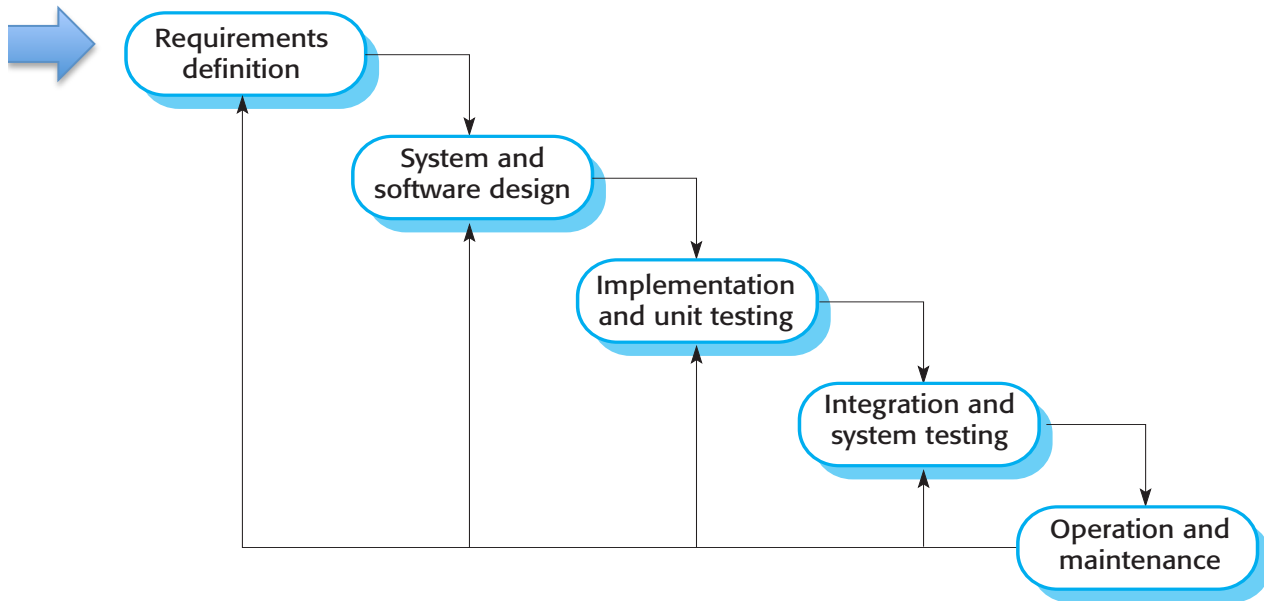 Requirements
definition
System and
software design
Implementation
and unit testing
Integration and
system testing
Operation and
maintenance